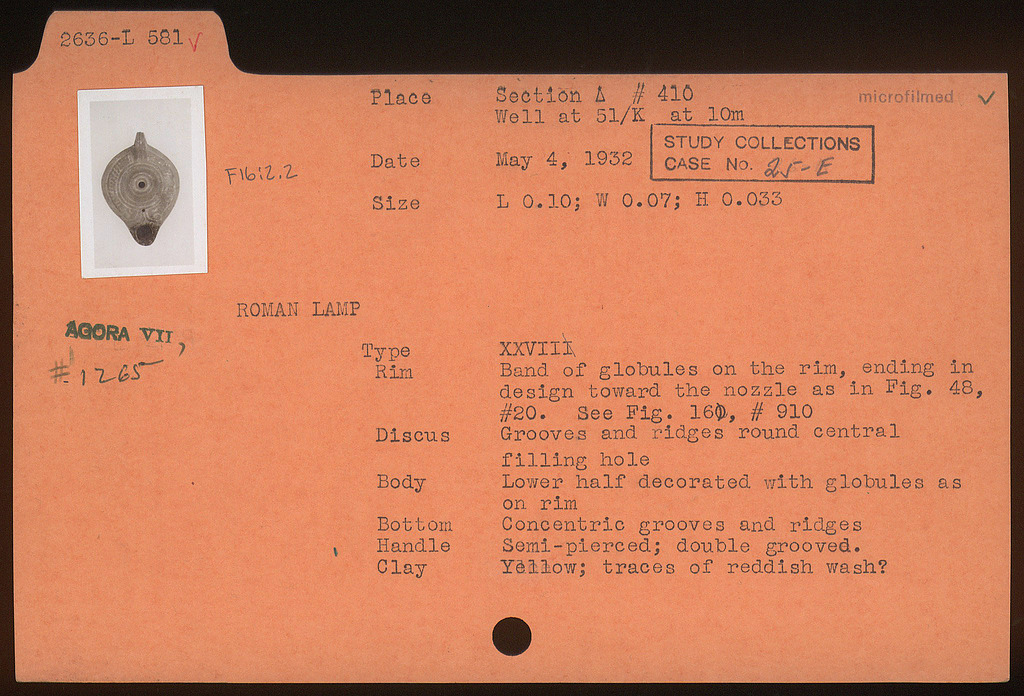 2636-L 581 ✓
Place Section Δ # 410 microfilmed ✓
Well at 51/K at 10m
STUDY COLLECTIONS
CASE No. 25-E
Date May 4, 1932
F16:2.2
Size L 0.10; W 0.07; H 0.033
ROMAN LAMP
AGORA VII,
# 1265
Type XXVIII
Rim Band of globules on the rim, ending in
design toward the nozzle as in Fig. 48,
#20. See Fig. 160, # 910
Discus Grooves and ridges round central
filling hole
Body Lower half decorated with globules as
on rim
Bottom Concentric grooves and ridges
Handle Semi-pierced; double grooved.
Clay Yellow; traces of reddish wash?